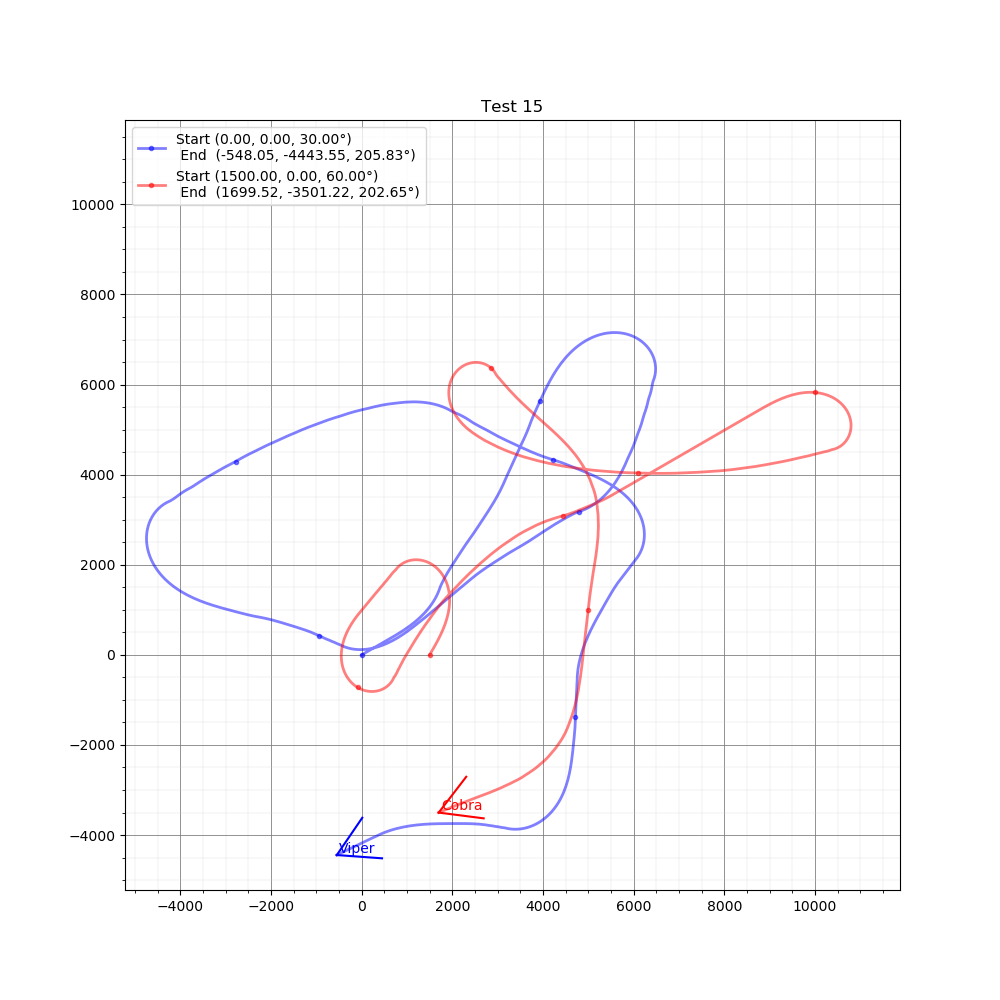 Test 15
Start (0.00, 0.00, 30.00°)
End (-548.05, -4443.55, 205.83°)
Start (1500.00, 0.00, 60.00°)
End (1699.52, -3501.22, 202.65°)
10000
8000
6000
4000
2000
0
−2000
−4000
Cobra
Viper
−4000 −2000 0 2000 4000 6000 8000 10000